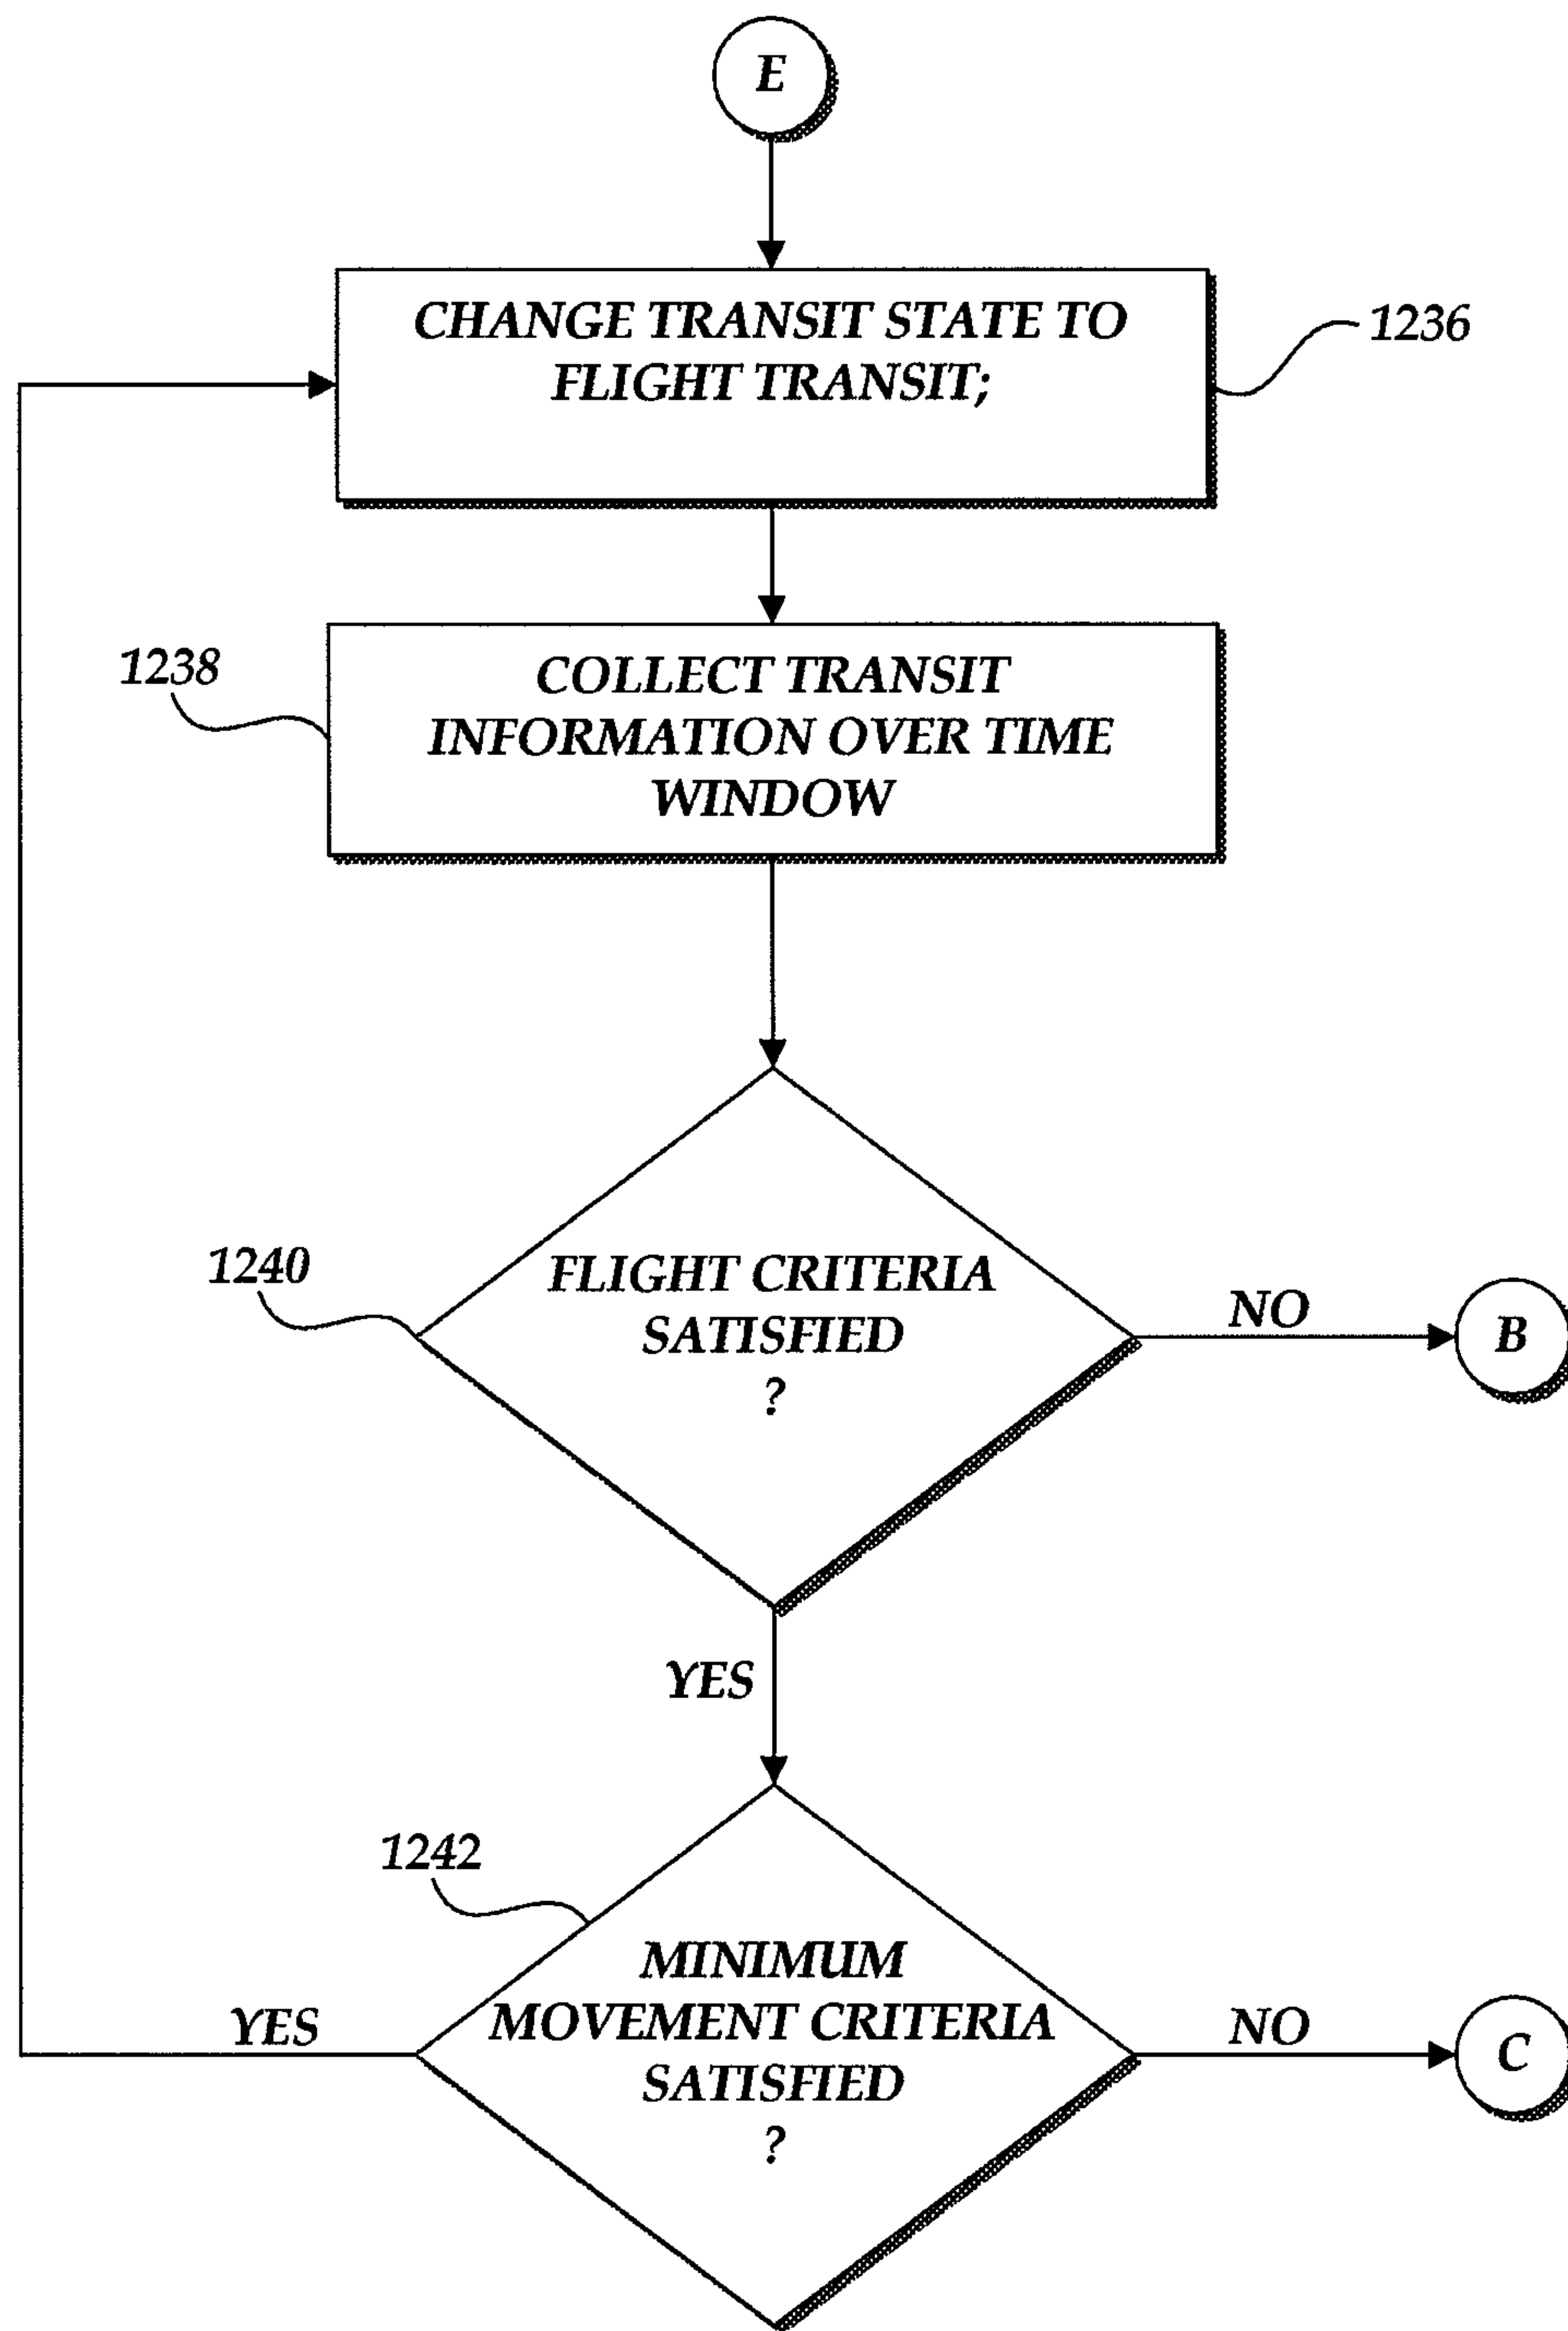 E
CHANGE TRANSIT STATE TO
FLIGHT TRANSIT;
1236
1238
COLLECT TRANSIT
INFORMATION OVER TIME
WINDOW
1240
FLIGHT CRITERIA
SATISFIED
?
NO
B
YES
1242
MINIMUM
MOVEMENT CRITERIA
SATISFIED
?
YES
NO
C